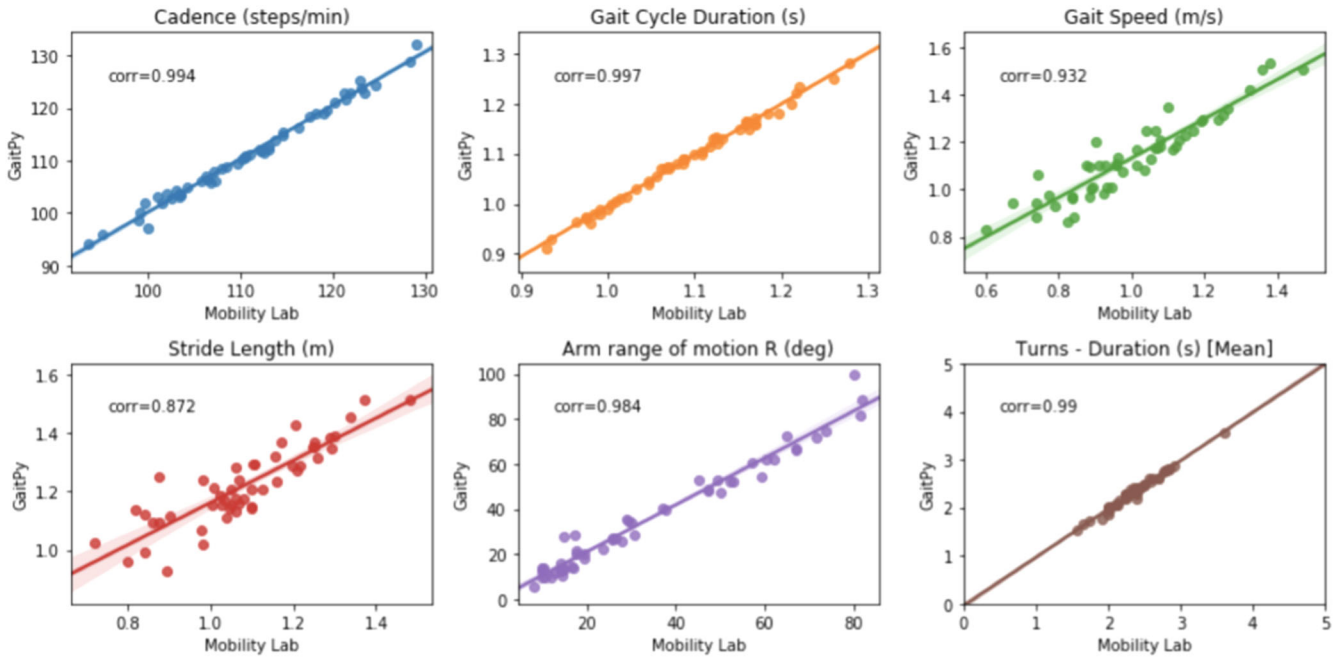 Cadence (steps/min)
corr=0.994
GaitPy
130
120
110
100
90
100 110 120 130
Mobility Lab
Gait Cycle Duration (s)
corr=0.997
GaitPy
1.3
1.2
1.1
1.0
0.9
0.9 1.0 1.1 1.2 1.3
Mobility Lab
Gait Speed (m/s)
corr=0.932
GaitPy
1.6
1.4
1.2
1.0
0.8
0.6 0.8 1.0 1.2 1.4
Mobility Lab
Stride Length (m)
corr=0.872
GaitPy
1.6
1.4
1.2
1.0
0.8 1.0 1.2 1.4
Mobility Lab
Arm range of motion R (deg)
corr=0.984
GaitPy
100
80
60
40
20
0
20 40 60 80
Mobility Lab
Turns - Duration (s) [Mean]
corr=0.99
GaitPy
5
4
3
2
1
0
0 1 2 3 4 5
Mobility Lab